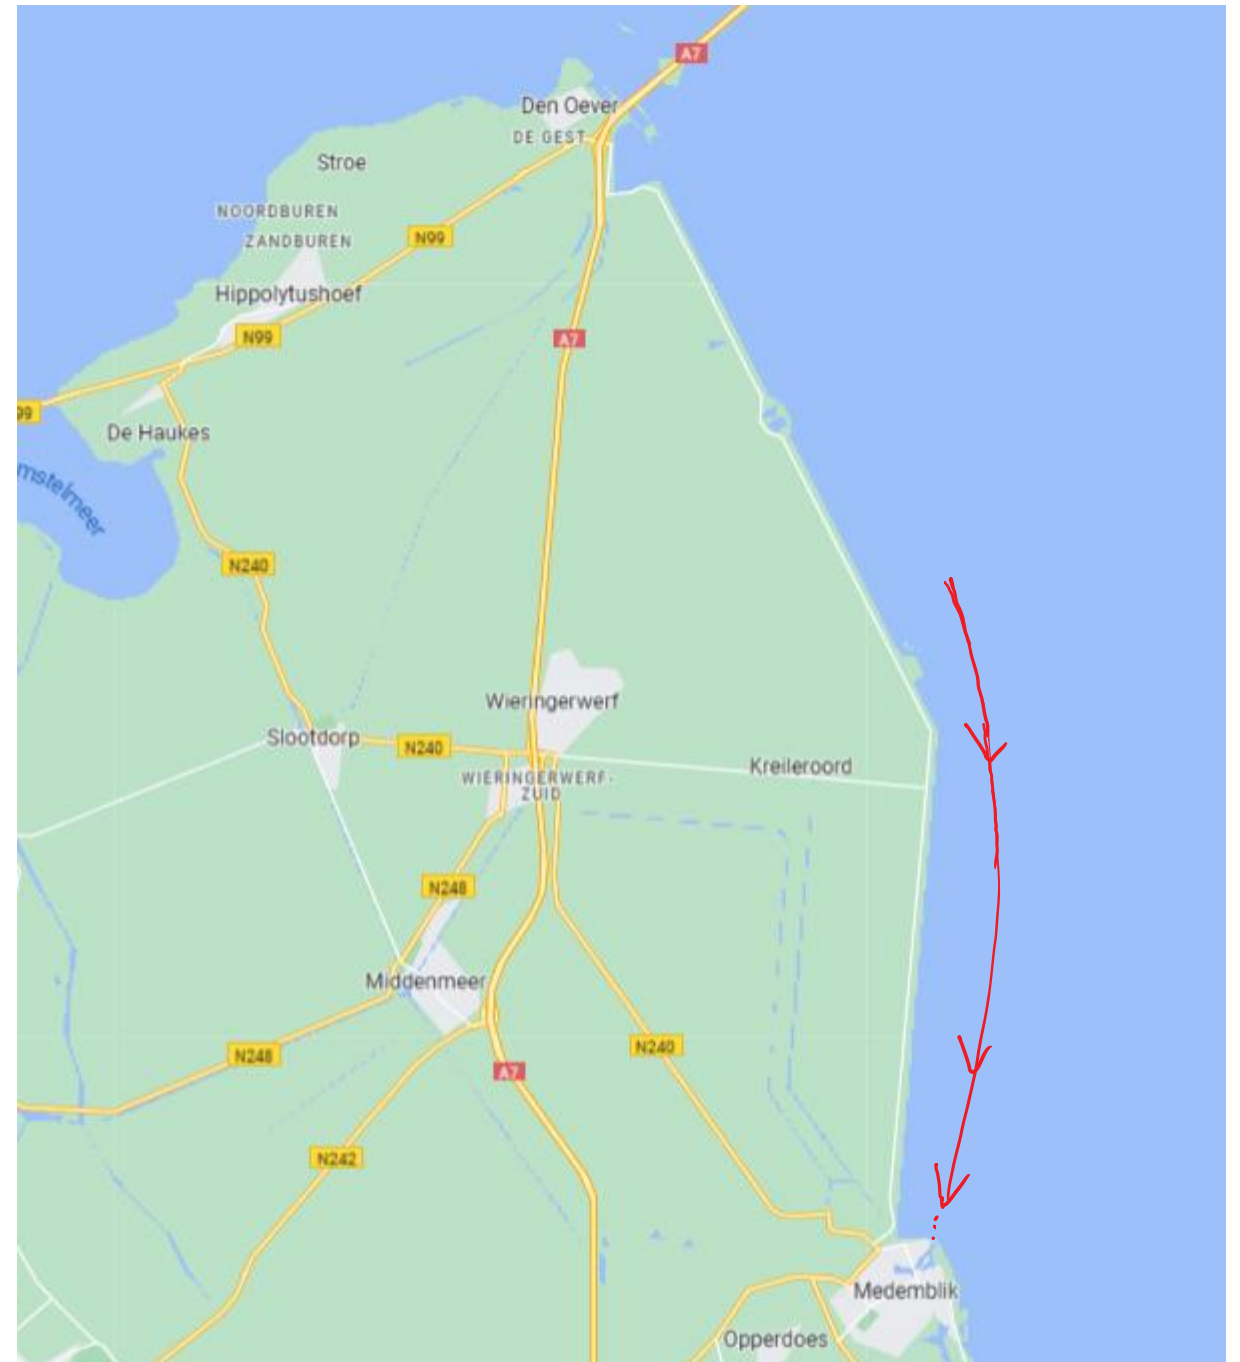 A7
Den Oever
DE GEST
Stroe
NOORDBUREN
ZANDBUREN
N99
Hippolytushoef
N99
A7
99
De Haukes
mstelmeer
N240
Wieringerwerf
Slootdorp
N240
Kreileroord
WIERINGERWERF-
ZUID
N248
Middenmeer
N248
N240
A7
N242
Medemblik
Opperdoes